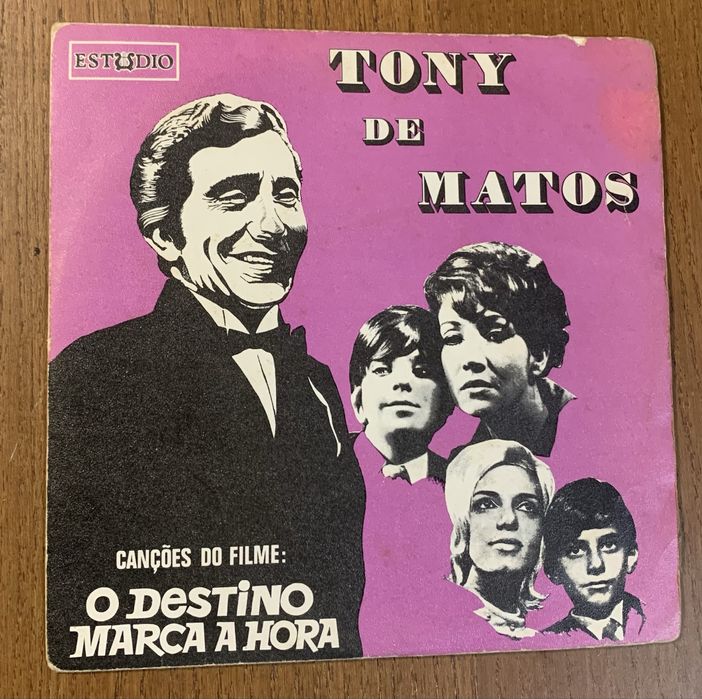 ESTÚDIO
TONY
DE
MATOS
CANÇÕES DO FILME:
O DESTINO
MARCA A HORA